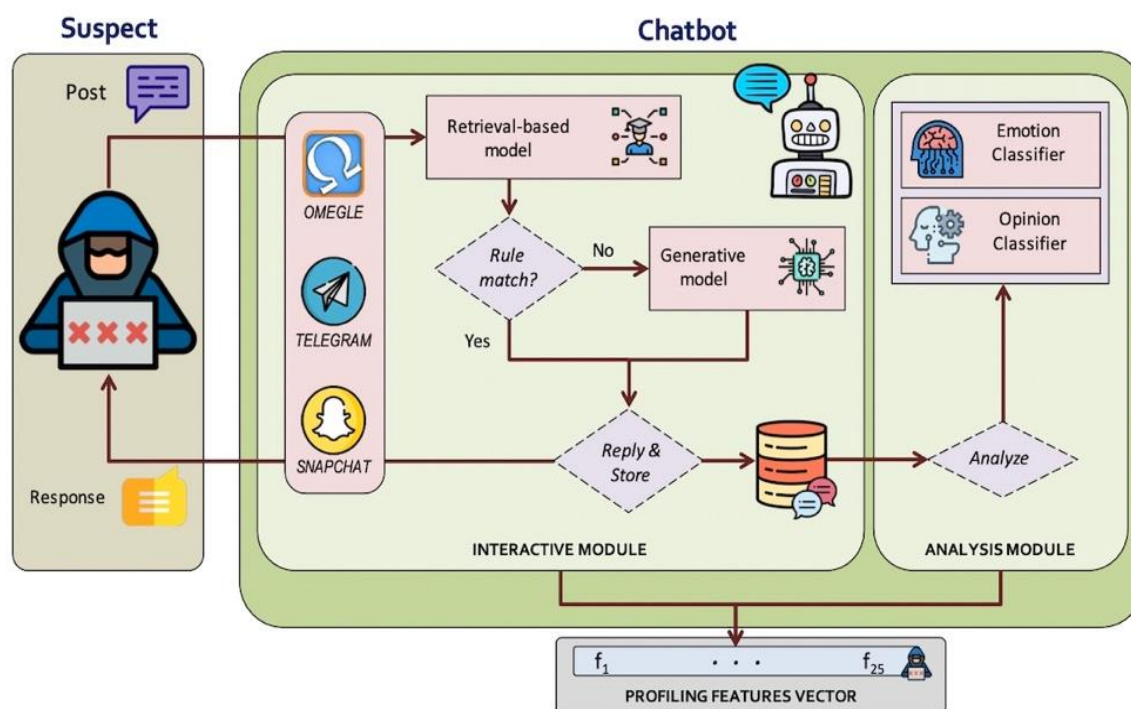 Suspect
Chatbot
Post
Response
OMEGLE
TELEGRAM
SNAPCHAT
Retrieval-based
model
Rule
match?
No
Generative
model
Yes
Reply &
Store
INTERACTIVE MODULE
Emotion
Classifier
Opinion
Classifier
Analyze
ANALYSIS MODULE
f₁ . . . f₂₅
PROFILING FEATURES VECTOR